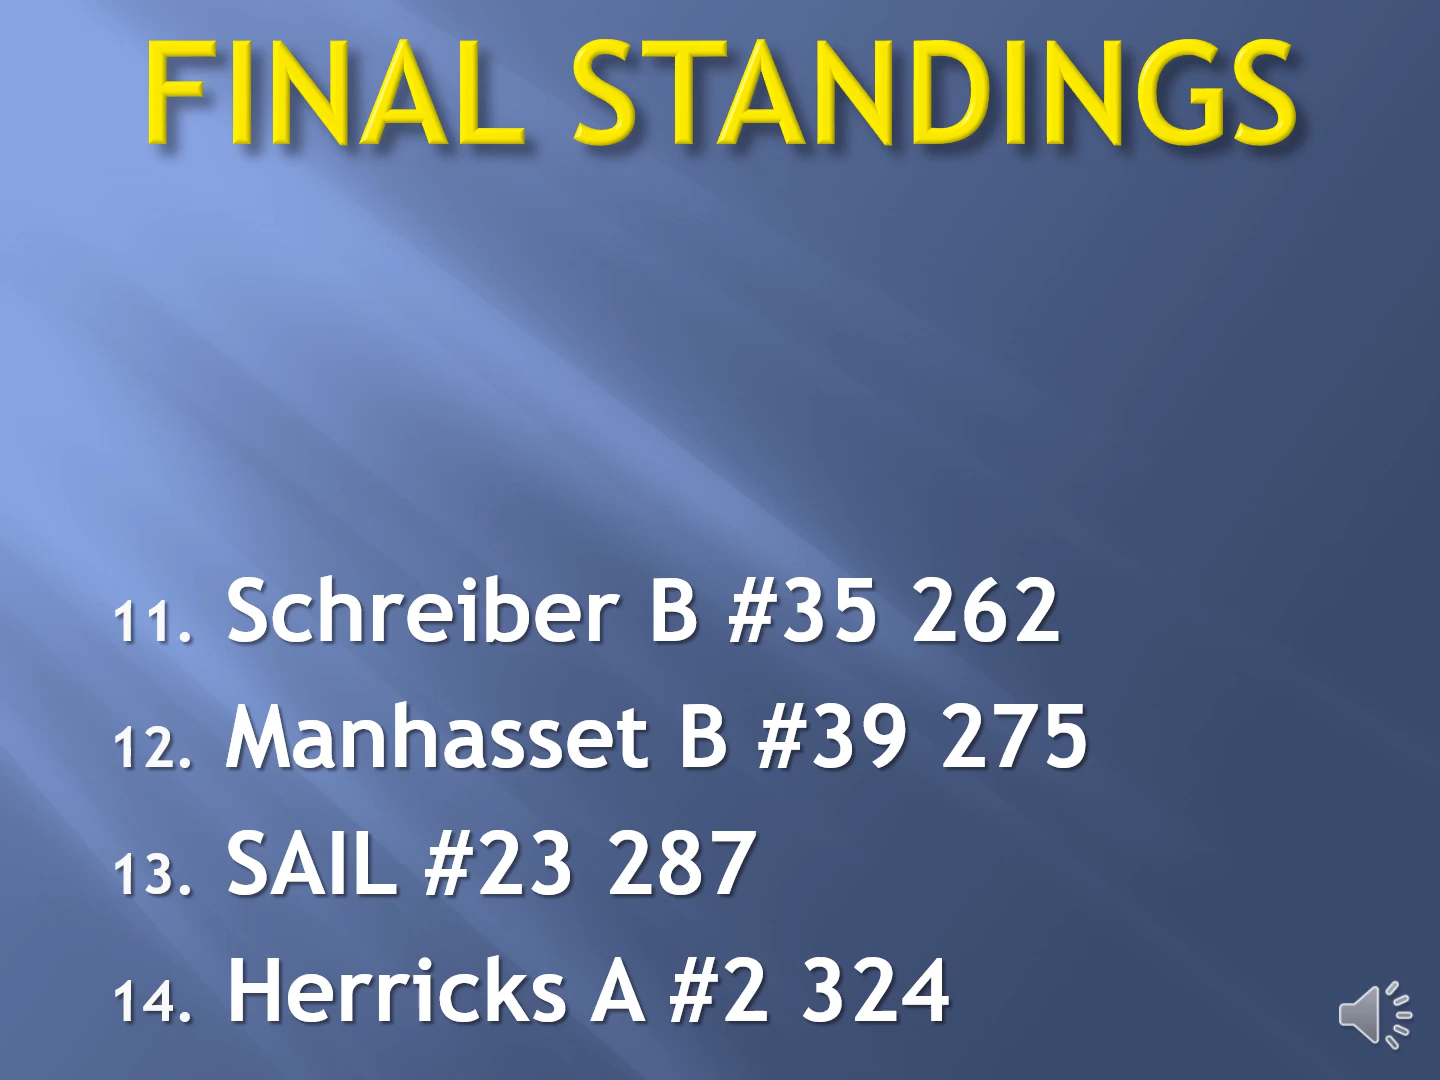 FINAL STANDINGS
11. Schreiber B #35 262
12. Manhasset B #39 275
13. SAIL #23 287
14. Herricks A #2 324